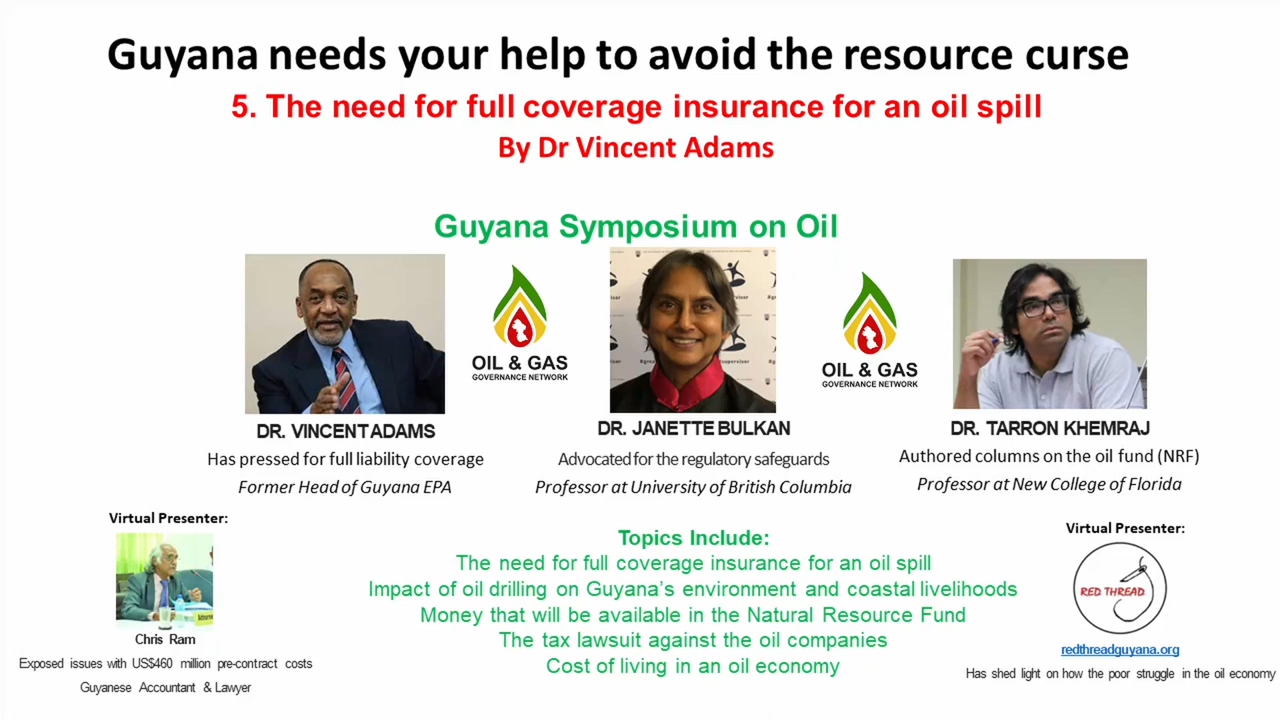 Guyana needs your help to avoid the resource curse
5. The need for full coverage insurance for an oil spill
By Dr Vincent Adams
Guyana Symposium on Oil
OIL & GAS
GOVERNANCE NETWORK
OIL & GAS
GOVERNANCE NETWORK
DR. VINCENT ADAMS
Has pressed for full liability coverage
Former Head of Guyana EPA
DR. JANETTE BULKAN
Advocated for the regulatory safeguards
Professor at University of British Columbia
DR. TARRON KHEMRAJ
Authored columns on the oil fund (NRF)
Professor at New College of Florida
Virtual Presenter:
Chris Ram
Exposed issues with US$460 million pre-contract costs
Guyanese Accountant & Lawyer
Topics Include:
The need for full coverage insurance for an oil spill
Impact of oil drilling on Guyana's environment and coastal livelihoods
Money that will be available in the Natural Resource Fund
The tax lawsuit against the oil companies
Cost of living in an oil economy
Virtual Presenter:
RED THREAD
redthreadguyana.org
Has shed light on how the poor struggle in the oil economy